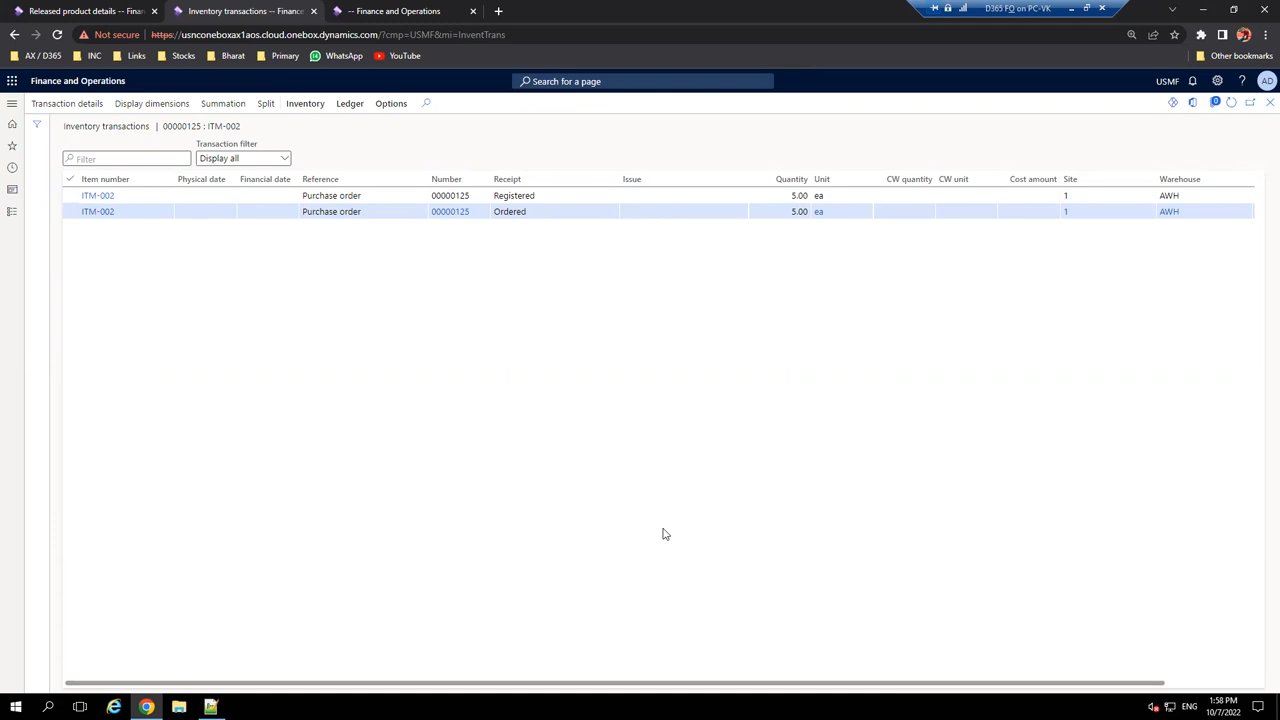 Released product details -- Finan
Inventory transactions -- Finance
-- Finance and Operations
D365 FO on PC-VK
Not secure
https://usnconeboxax1aos.cloud.onebox.dynamics.com/?cmp=USMF&mi=InventTrans
AX / D365 INC Links Stocks Bharat Primary WhatsApp YouTube Other bookmarks
Finance and Operations Search for a page USMF ? AD
Transaction details Display dimensions Summation Split Inventory Ledger Options 0
Inventory transactions | 00000125 : ITM-002
Transaction filter
Filter Display all
Item number Physical date Financial date Reference Number Receipt Issue Quantity Unit CW quantity CW unit Cost amount Site Warehouse
ITM-002 Purchase order 00000125 Registered 5.00 ea 1 AWH
ITM-002 Purchase order 00000125 Ordered 5.00 ea 1 AWH
ENG 1:58 PM
10/7/2022